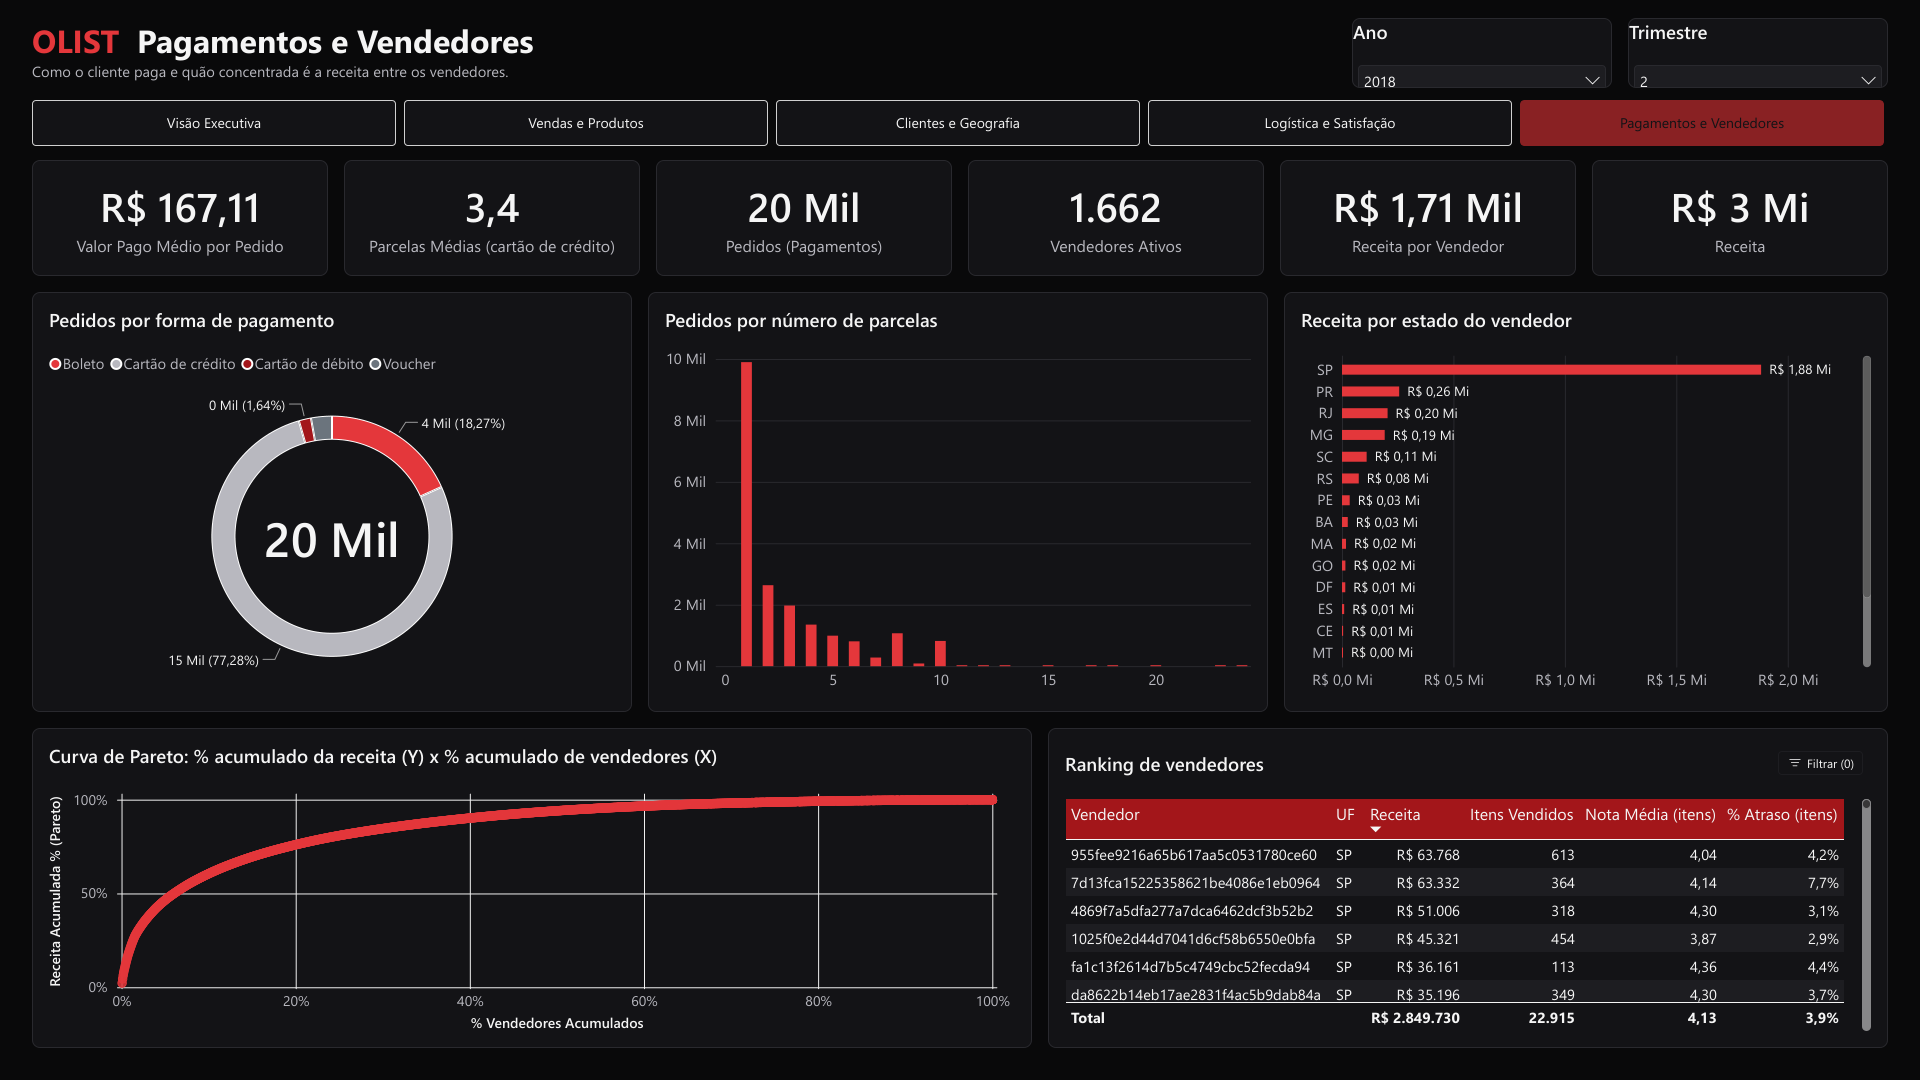 OLIST Pagamentos e Vendedores
Como o cliente paga e quão concentrada é a receita entre os vendedores.
Ano
2018
Trimestre
2
Visão Executiva
Vendas e Produtos
Clientes e Geografia
Logística e Satisfação
Pagamentos e Vendedores
R$ 167,11
Valor Pago Médio por Pedido
3,4
Parcelas Médias (cartão de crédito)
20 Mil
Pedidos (Pagamentos)
1.662
Vendedores Ativos
R$ 1,71 Mil
Receita por Vendedor
R$ 3 Mi
Receita
Pedidos por forma de pagamento
Boleto Cartão de crédito Cartão de débito Voucher
0 Mil (1,64%)
4 Mil (18,27%)
20 Mil
15 Mil (77,28%)
Pedidos por número de parcelas
10 Mil
8 Mil
6 Mil
4 Mil
2 Mil
0 Mil
0 5 10 15 20
Receita por estado do vendedor
SP R$ 1,88 Mi
PR R$ 0,26 Mi
RJ R$ 0,20 Mi
MG R$ 0,19 Mi
SC R$ 0,11 Mi
RS R$ 0,08 Mi
PE R$ 0,03 Mi
BA R$ 0,03 Mi
MA R$ 0,02 Mi
GO R$ 0,02 Mi
DF R$ 0,01 Mi
ES R$ 0,01 Mi
CE R$ 0,01 Mi
MT R$ 0,00 Mi
R$ 0,0 Mi R$ 0,5 Mi R$ 1,0 Mi R$ 1,5 Mi R$ 2,0 Mi
Curva de Pareto: % acumulado da receita (Y) x % acumulado de vendedores (X)
Receita Acumulada % (Pareto)
100%
50%
0%
0% 20% 40% 60% 80% 100%
% Vendedores Acumulados
Ranking de vendedores
Filtrar (0)
Vendedor UF Receita Itens Vendidos Nota Média (itens) % Atraso (itens)
955fee9216a65b617aa5c0531780ce60 SP R$ 63.768 613 4,04 4,2%
7d13fca15225358621be4086e1eb0964 SP R$ 63.332 364 4,14 7,7%
4869f7a5dfa277a7dca6462dcf3b52b2 SP R$ 51.006 318 4,30 3,1%
1025f0e2d44d7041d6cf58b6550e0bfa SP R$ 45.321 454 3,87 2,9%
fa1c13f2614d7b5c4749cbc52fecda94 SP R$ 36.161 113 4,36 4,4%
da8622b14eb17ae2831f4ac5b9dab84a SP R$ 35.196 349 4,30 3,7%
Total R$ 2.849.730 22.915 4,13 3,9%